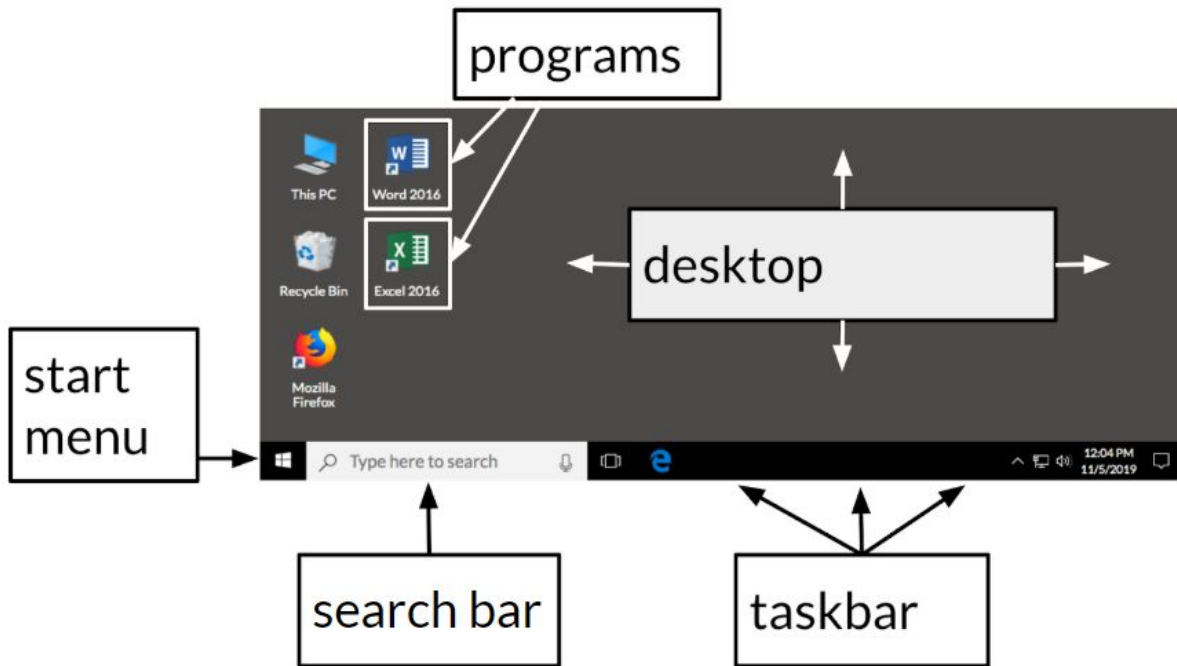 programs
This PC
Word 2016
desktop
Recycle Bin
Excel 2016
start
menu
Mozilla
Firefox
Type here to search
12:04 PM
11/5/2019
search bar
taskbar